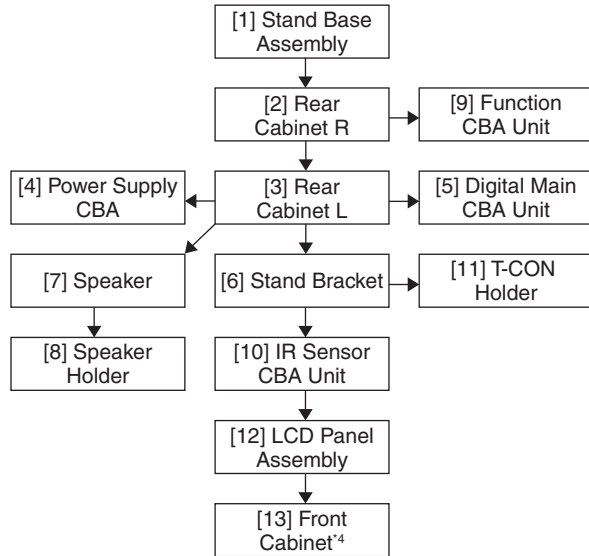 [1] Stand Base
Assembly
[2] Rear
Cabinet R
[9] Function
CBA Unit
[4] Power Supply
CBA
[3] Rear
Cabinet L
[5] Digital Main
CBA Unit
[7] Speaker
[6] Stand Bracket
[11] T-CON
Holder
[8] Speaker
Holder
[10] IR Sensor
CBA Unit
[12] LCD Panel
Assembly
[13] Front
Cabinet*4